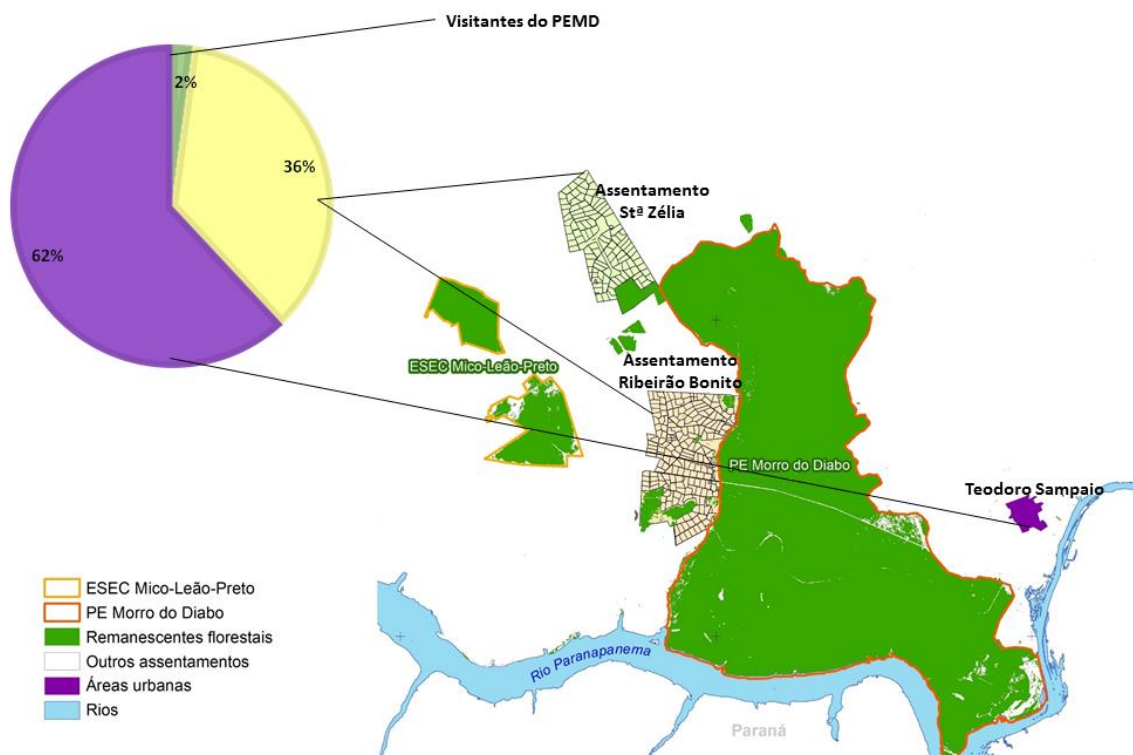 Visitantes do PEMD
2%
36%
62%
Assentamento
Stª Zélia
ESEC Mico-Leão-Preto
Assentamento
Ribeirão Bonito
PE Morro do Diabo
Teodoro Sampaio
ESEC Mico-Leão-Preto
PE Morro do Diabo
Remanescentes florestais
Outros assentamentos
Áreas urbanas
Rios
Rio Paranapanema
Paraná